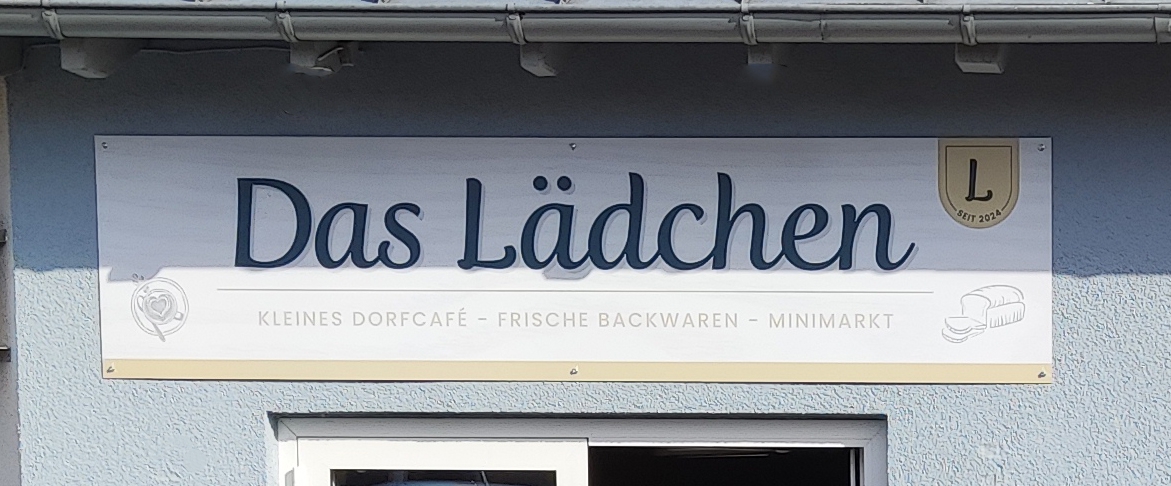 Das Lädchen
L
SEIT 2024
KLEINES DORFCAFÉ - FRISCHE BACKWAREN - MINIMARKT